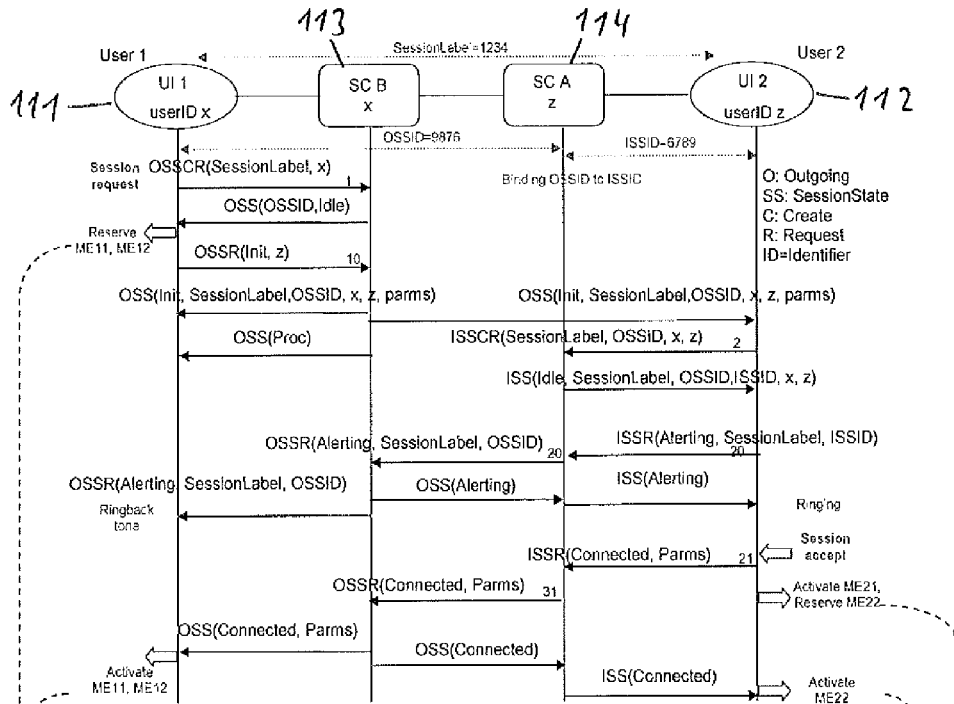 113
114
User 1
SessionLabel=1234
User 2
111
UI 1
userID x
SC B
x
SC A
z
UI 2
userID z
112
OSSID=9876
ISSID=6789
Session
request
OSSCR(SessionLabel, x)
1
Binding OSSID to ISSID
O: Outgoing
SS: SessionState
C: Create
R: Request
ID=Identifier
OSS(OSSID,Idle)
Reserve
ME11, ME12
OSSR(Init, z)
10
OSS(Init, SessionLabel,OSSID, x, z, parms)
OSS(Init, SessionLabel,OSSID, x, z, parms)
OSS(Proc)
ISSCR(SessionLabel, OSSID, x, z)
2
ISS(Idle, SessionLabel, OSSID,ISSID, x, z)
OSSR(Alerting, SessionLabel, OSSID)
20
ISSR(Alerting, SessionLabel, ISSID)
20
OSSR(Alerting, SessionLabel, OSSID)
OSS(Alerting)
ISS(Alerting)
Ringback
tone
Ringing
ISSR(Connected, Parms)
21
Session
accept
OSSR(Connected, Parms)
31
Activate ME21,
Reserve ME22
OSS(Connected, Parms)
OSS(Connected)
Activate
ME11, ME12
ISS(Connected)
Activate
ME22